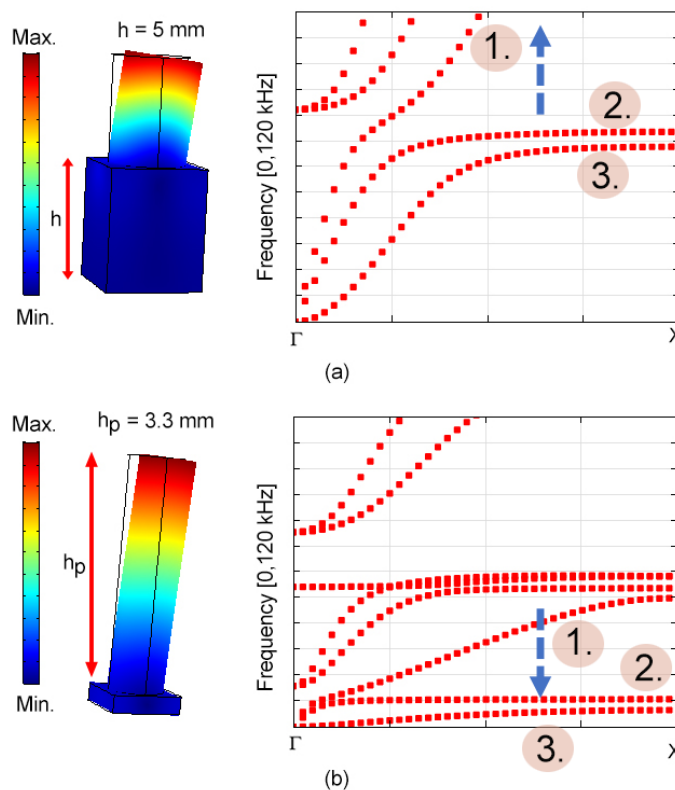 Max.
h = 5 mm
h
Min.
Frequency [0,120 kHz]
1.
2.
3.
Γ
X
(a)
Max.
hp = 3.3 mm
hp
Min.
Frequency [0,120 kHz]
1.
2.
3.
Γ
X
(b)